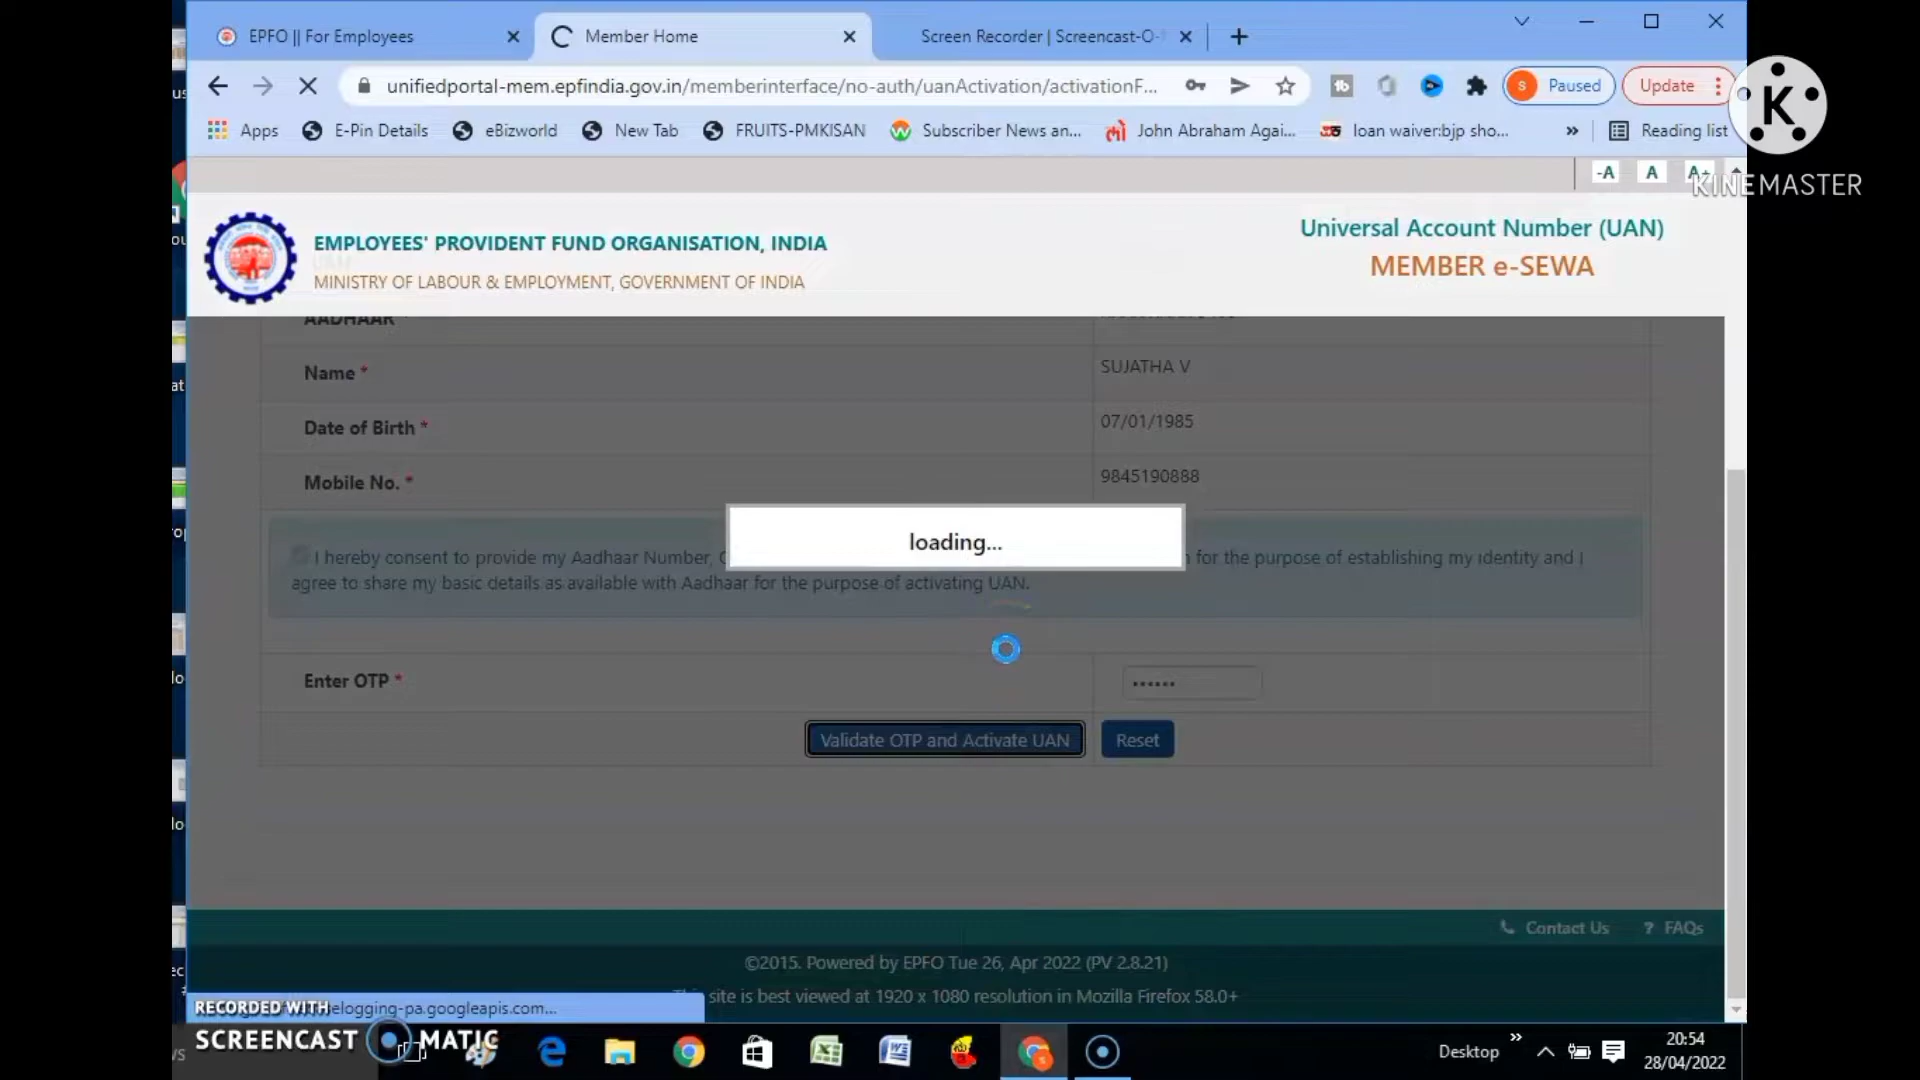 EPFO || For Employees
Member Home
Screen Recorder | Screencast-O-
unifiedportal-mem.epfindia.gov.in/memberinterface/no-auth/uanActivation/activationF...
S Paused
Update
Apps
E-Pin Details
eBizworld
New Tab
FRUITS-PMKISAN
Subscriber News an...
John Abraham Agai...
loan waiver:bjp sho...
»
Reading list
K
KINEMASTER
-A A A+
EMPLOYEES' PROVIDENT FUND ORGANISATION, INDIA
MINISTRY OF LABOUR & EMPLOYMENT, GOVERNMENT OF INDIA
Universal Account Number (UAN)
MEMBER e-SEWA
AADHAAR
Name * SUJATHA V
Date of Birth * 07/01/1985
Mobile No. * 9845190888
loading...
I hereby consent to provide my Aadhaar Number, for the purpose of establishing my identity and I
agree to share my basic details as available with Aadhaar for the purpose of activating UAN.
Enter OTP * ••••••
Validate OTP and Activate UAN
Reset
Contact Us
? FAQs
©2015. Powered by EPFO Tue 26, Apr 2022 (PV 2.8.21)
site is best viewed at 1920 x 1080 resolution in Mozilla Firefox 58.0+
RECORDED WITH
elogging-pa.googleapis.com...
SCREENCAST MATIC
Desktop
»
20:54
28/04/2022